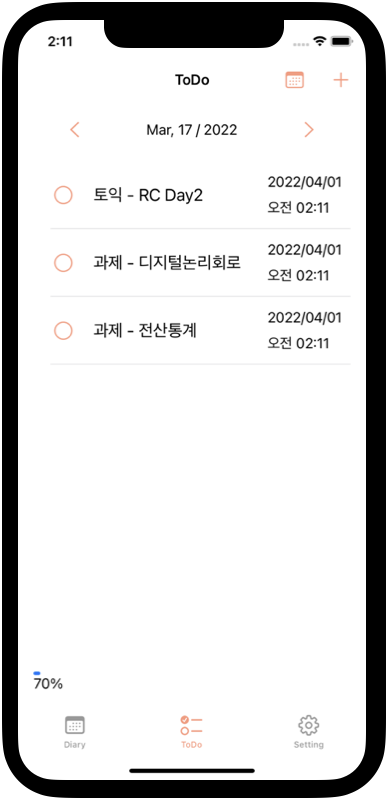 2:11
ToDo
Mar, 17 / 2022
토익 - RC Day2
2022/04/01
오전 02:11
과제 - 디지털논리회로
2022/04/01
오전 02:11
과제 - 전산통계
2022/04/01
오전 02:11
70%
Diary
ToDo
Setting